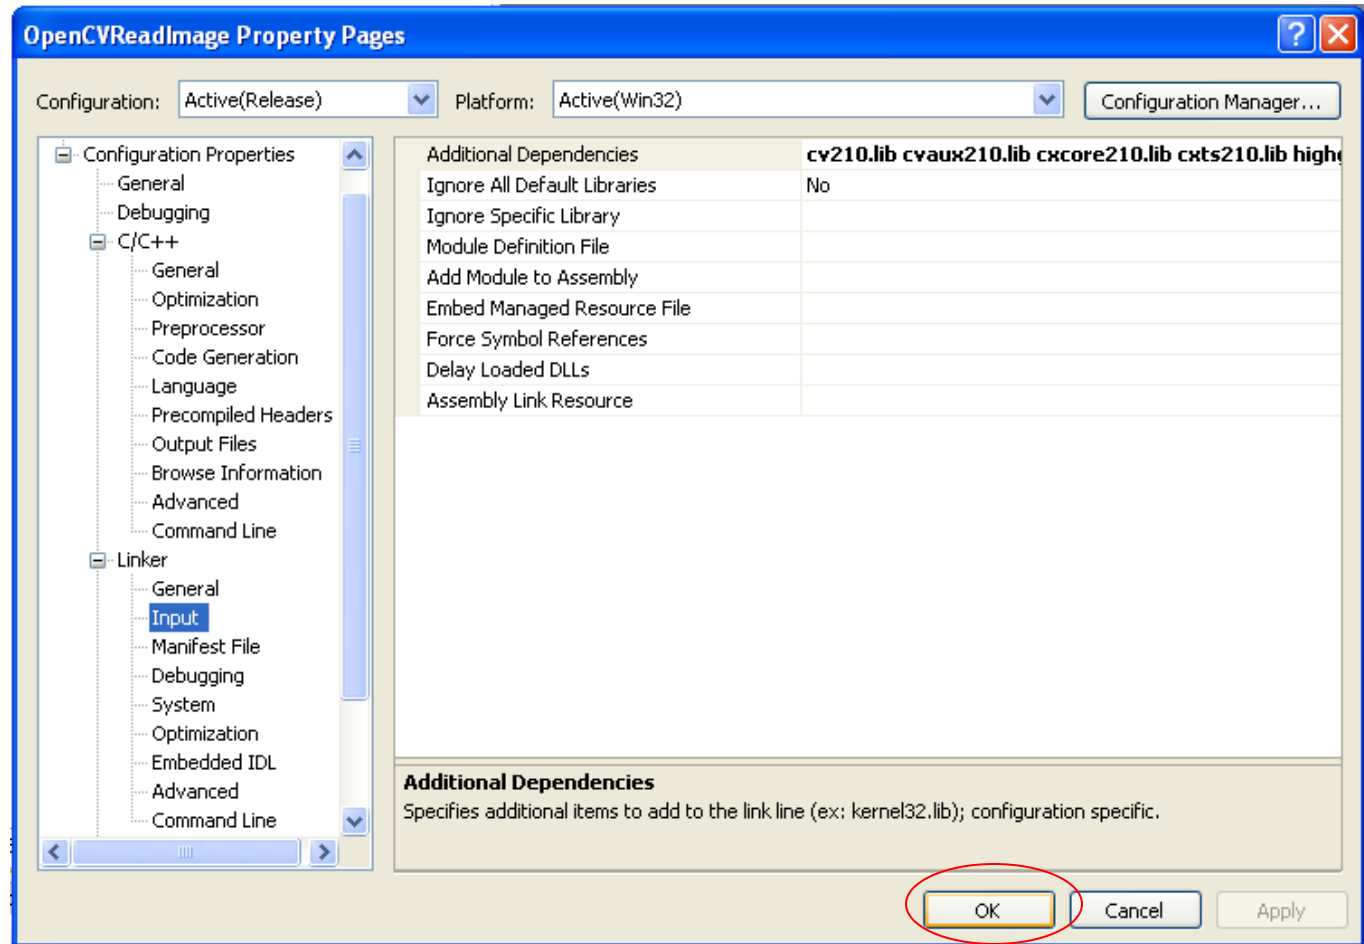 OpenCVReadImage Property Pages
Configuration: Active(Release) Platform: Active(Win32) Configuration Manager...
Configuration Properties
General
Debugging
C/C++
General
Optimization
Preprocessor
Code Generation
Language
Precompiled Headers
Output Files
Browse Information
Advanced
Command Line
Linker
General
Input
Manifest File
Debugging
System
Optimization
Embedded IDL
Advanced
Command Line
Additional Dependencies cv210.lib cvaux210.lib cxcore210.lib cxts210.lib
Ignore All Default Libraries No
Ignore Specific Library
Module Definition File
Add Module to Assembly
Embed Managed Resource File
Force Symbol References
Delay Loaded DLLs
Assembly Link Resource
Additional Dependencies
Specifies additional items to add to the link line (ex: kernel32.lib); configuration specific.
OK Cancel Apply